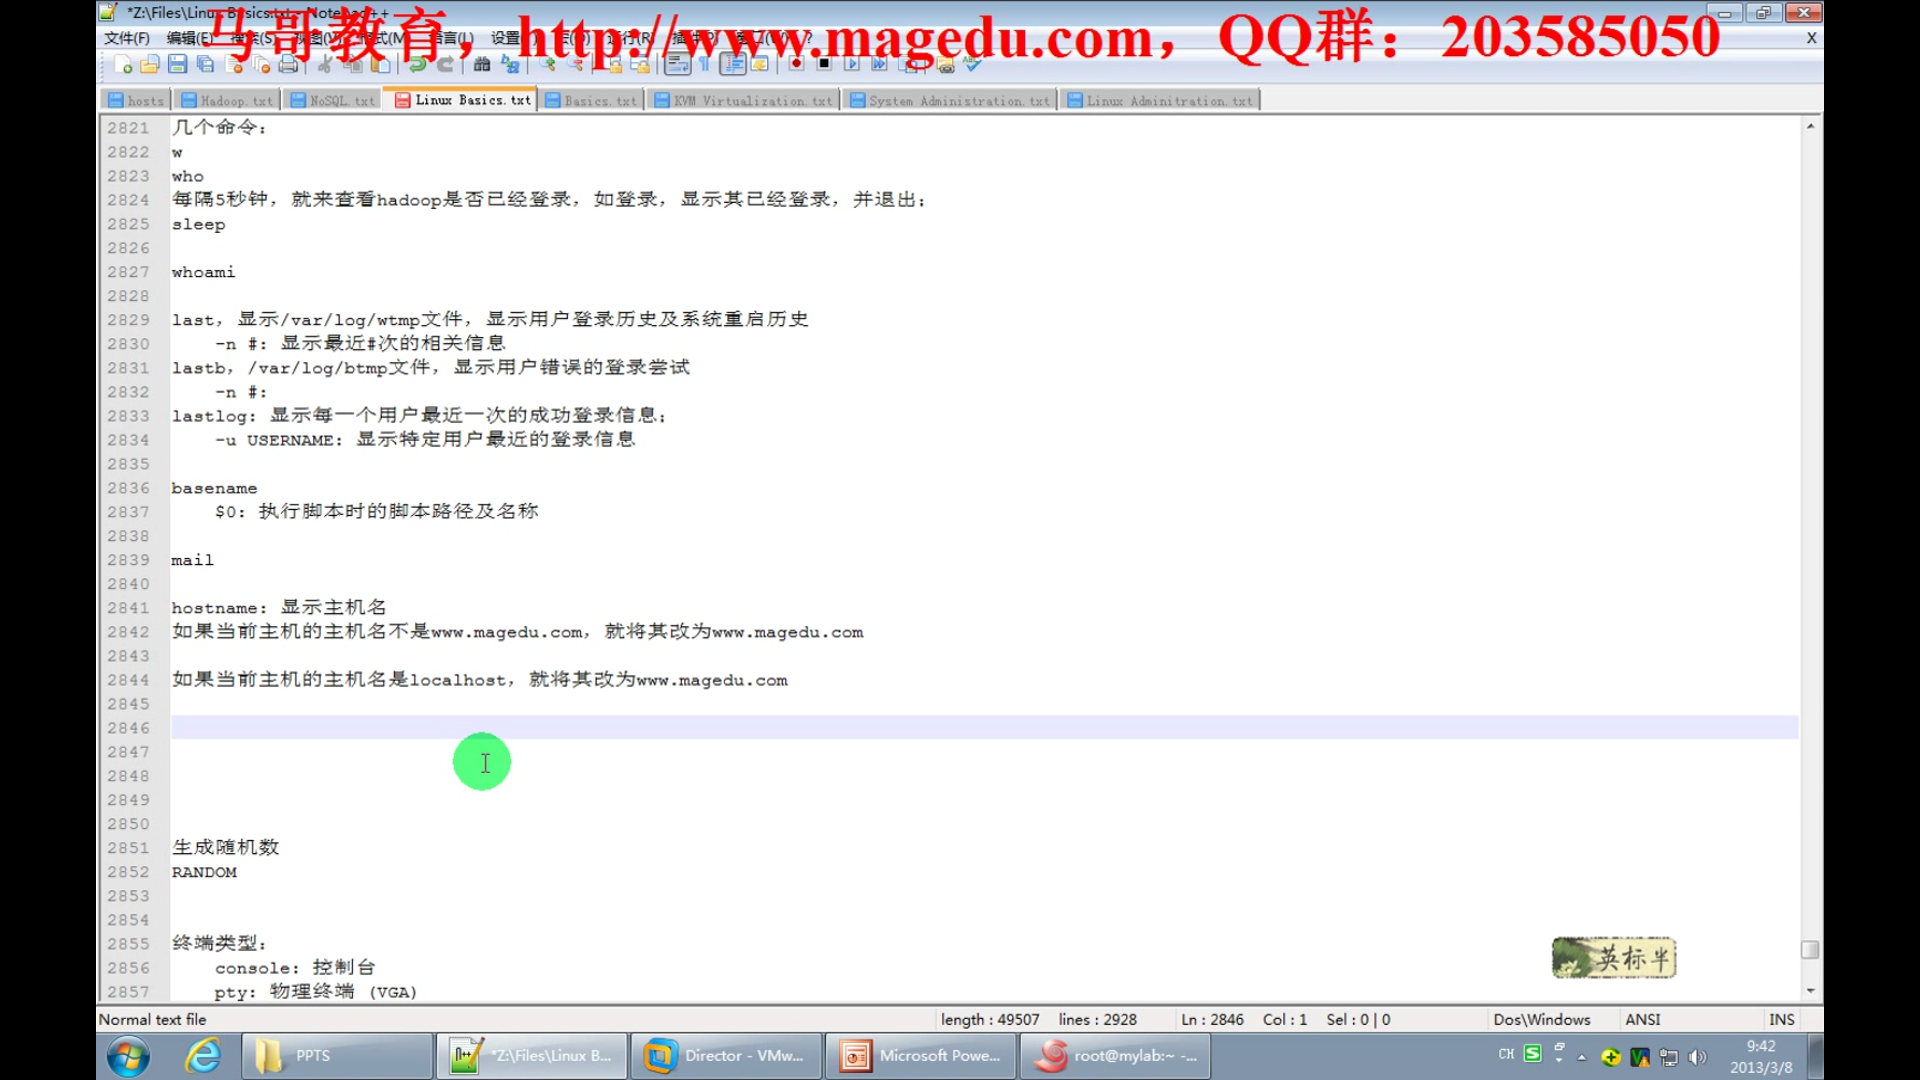 *Z:\Files\Linux Basics.txt - Notepad++
马哥教育，http://www.magedu.com，QQ群：203585050
文件(F) 编辑(E) 搜索(S) 视图(V) 格式(M) 语言(L) 设置
X
hosts Hadoop.txt NoSQL.txt Linux Basics.txt Basics.txt KVM Virtualization.txt System Administration.txt Linux Adminitration.txt
2821 几个命令：
2822 w
2823 who
2824 每隔5秒钟，就来查看hadoop是否已经登录，如登录，显示其已经登录，并退出；
2825 sleep
2826
2827 whoami
2828
2829 last，显示/var/log/wtmp文件，显示用户登录历史及系统重启历史
2830 -n #: 显示最近#次的相关信息
2831 lastb，/var/log/btmp文件，显示用户错误的登录尝试
2832 -n #:
2833 lastlog: 显示每一个用户最近一次的成功登录信息；
2834 -u USERNAME: 显示特定用户最近的登录信息
2835
2836 basename
2837 $0: 执行脚本时的脚本路径及名称
2838
2839 mail
2840
2841 hostname: 显示主机名
2842 如果当前主机的主机名不是www.magedu.com，就将其改为www.magedu.com
2843
2844 如果当前主机的主机名是localhost，就将其改为www.magedu.com
2845
2846
2847
2848
2849
2850
2851 生成随机数
2852 RANDOM
2853
2854
2855 终端类型：
2856 console: 控制台
2857 pty: 物理终端 (VGA)
英标半
Normal text file length : 49507 lines : 2928 Ln : 2846 Col : 1 Sel : 0 | 0 Dos\Windows ANSI INS
PPTS *Z:\Files\Linux B... Director - VMw... Microsoft Powe... root@mylab:~ -... CH 9:42
2013/3/8